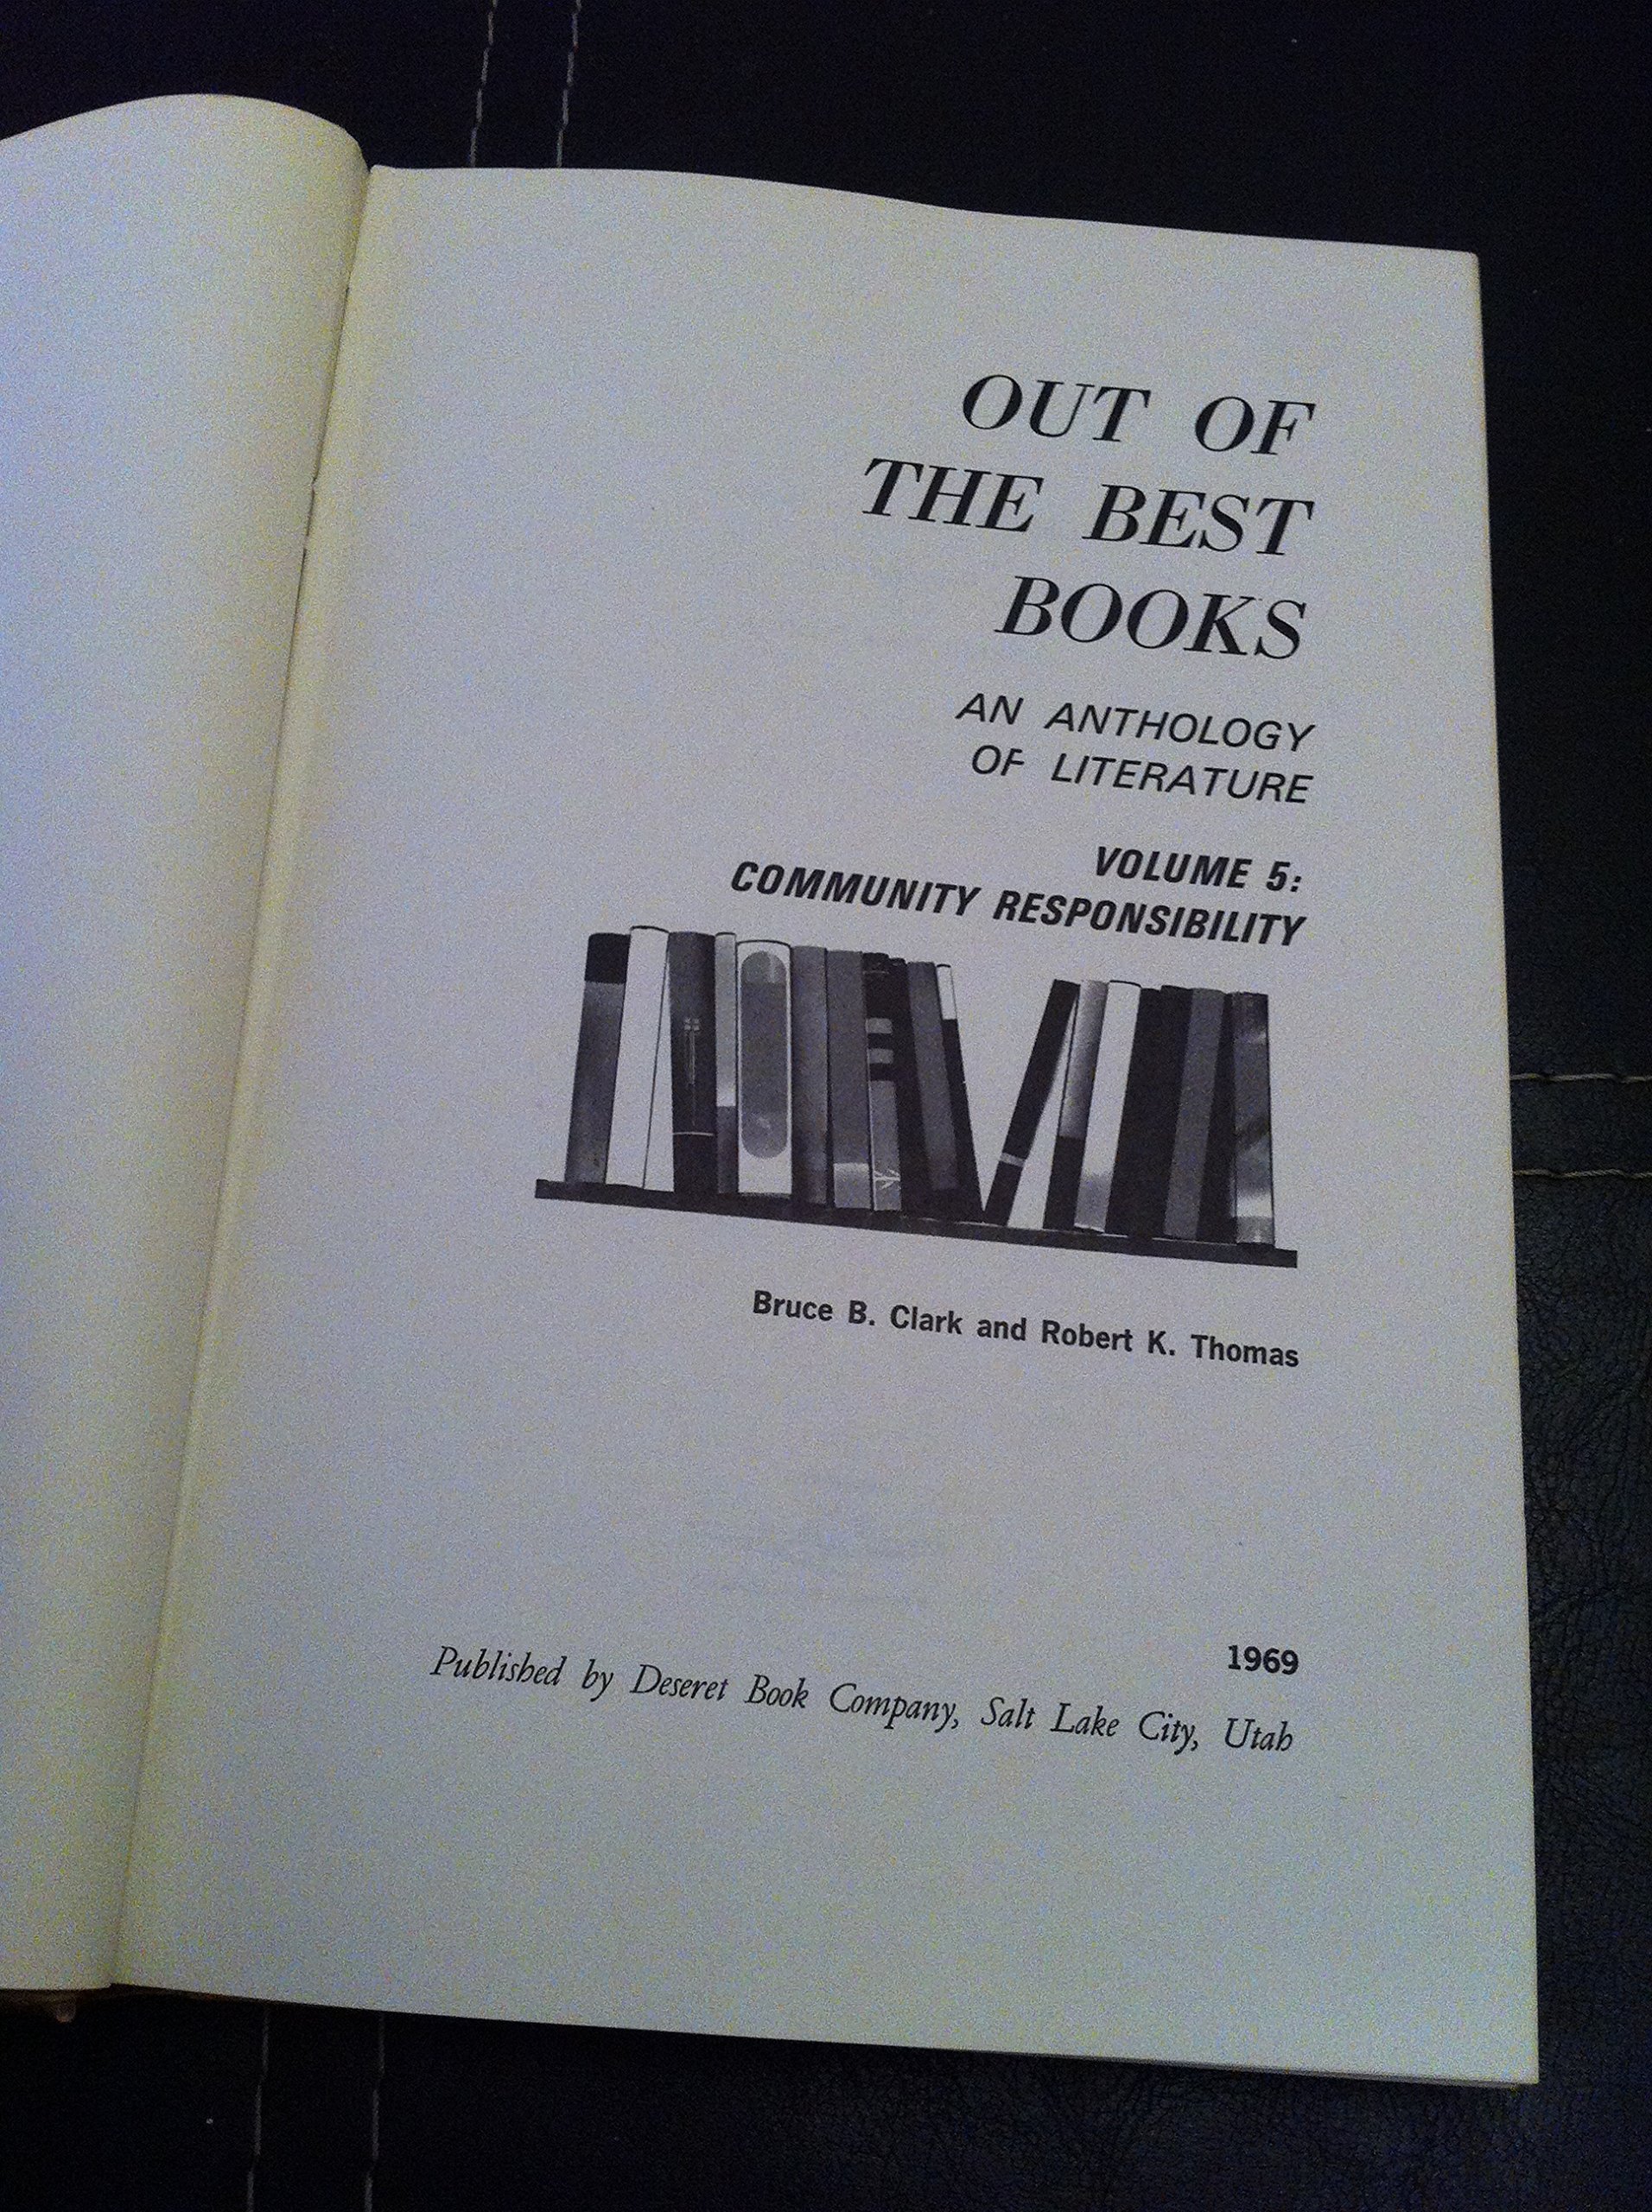 OUT OF
THE BEST
BOOKS
AN ANTHOLOGY
OF LITERATURE
VOLUME 5:
COMMUNITY RESPONSIBILITY
Bruce B. Clark and Robert K. Thomas
1969
Published by Deseret Book Company, Salt Lake City, Utah